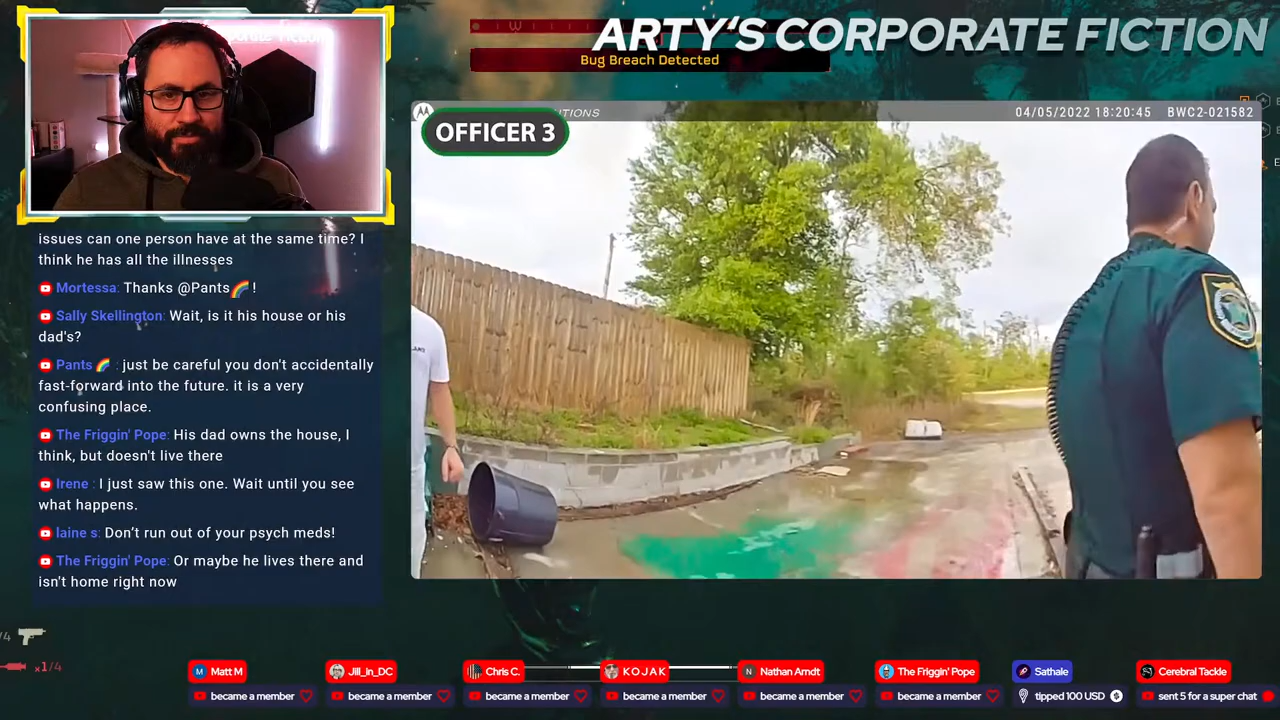 ARTY'S CORPORATE FICTION
Bug Breach Detected
OFFICER 3
04/05/2022 18:20:45 BWC2-021582
issues can one person have at the same time? I
think he has all the illnesses
Mortessa: Thanks @Pants🌈 !
Sally Skellington: Wait, is it his house or his
dad's?
Pants🌈 : just be careful you don't accidentally
fast-forward into the future. it is a very
confusing place.
The Friggin' Pope: His dad owns the house, I
think, but doesn't live there
Irene : I just saw this one. Wait until you see
what happens.
laine s: Don't run out of your psych meds!
The Friggin' Pope: Or maybe he lives there and
isn't home right now
/4
x1/4
Matt M
became a member
Jill_in_DC
became a member
Chris C.
became a member
K O J A K
became a member
Nathan Arndt
became a member
The Friggin' Pope
became a member
Sathale
tipped 100 USD
Cerebral Tackle
sent 5 for a super chat